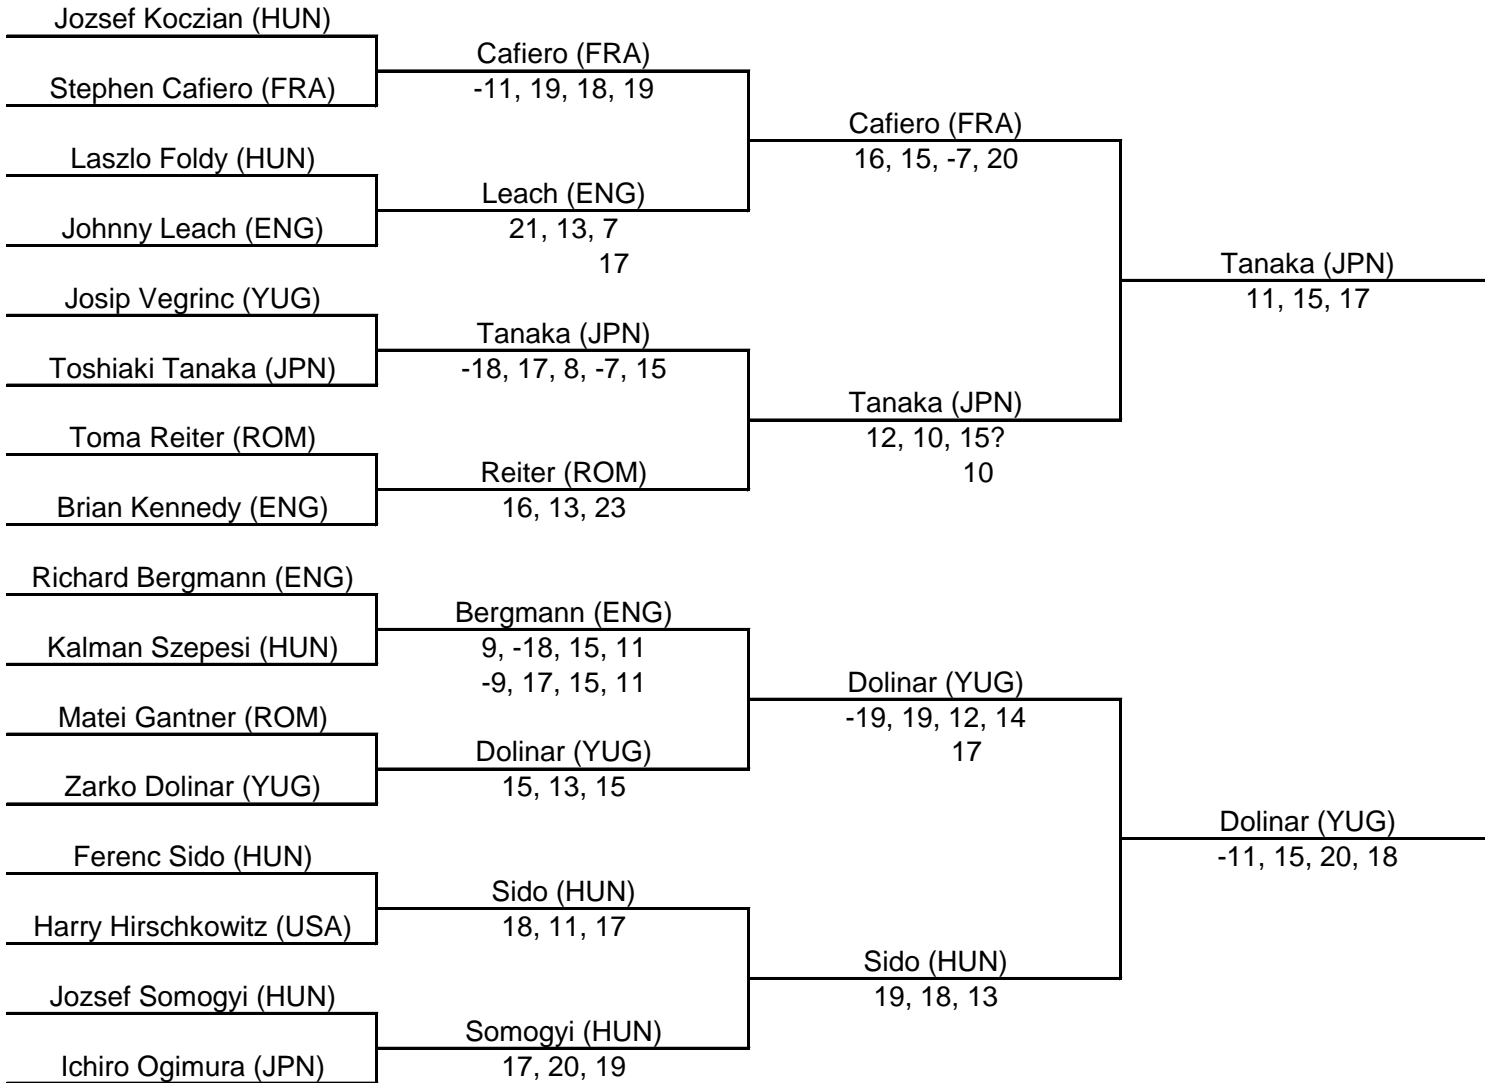 Jozsef Koczian (HUN)
Cafiero (FRA)
Stephen Cafiero (FRA)
-11, 19, 18, 19
Cafiero (FRA)
Laszlo Foldy (HUN)
16, 15, -7, 20
Leach (ENG)
Johnny Leach (ENG)
21, 13, 7
17
Tanaka (JPN)
Josip Vegrinc (YUG)
11, 15, 17
Tanaka (JPN)
Toshiaki Tanaka (JPN)
-18, 17, 8, -7, 15
Tanaka (JPN)
Toma Reiter (ROM)
12, 10, 15?
Reiter (ROM)
10
Brian Kennedy (ENG)
16, 13, 23
Richard Bergmann (ENG)
Bergmann (ENG)
Kalman Szepesi (HUN)
9, -18, 15, 11
-9, 17, 15, 11
Dolinar (YUG)
Matei Gantner (ROM)
-19, 19, 12, 14
Dolinar (YUG)
17
Zarko Dolinar (YUG)
15, 13, 15
Dolinar (YUG)
Ferenc Sido (HUN)
-11, 15, 20, 18
Sido (HUN)
Harry Hirschkowitz (USA)
18, 11, 17
Sido (HUN)
Jozsef Somogyi (HUN)
19, 18, 13
Somogyi (HUN)
Ichiro Ogimura (JPN)
17, 20, 19